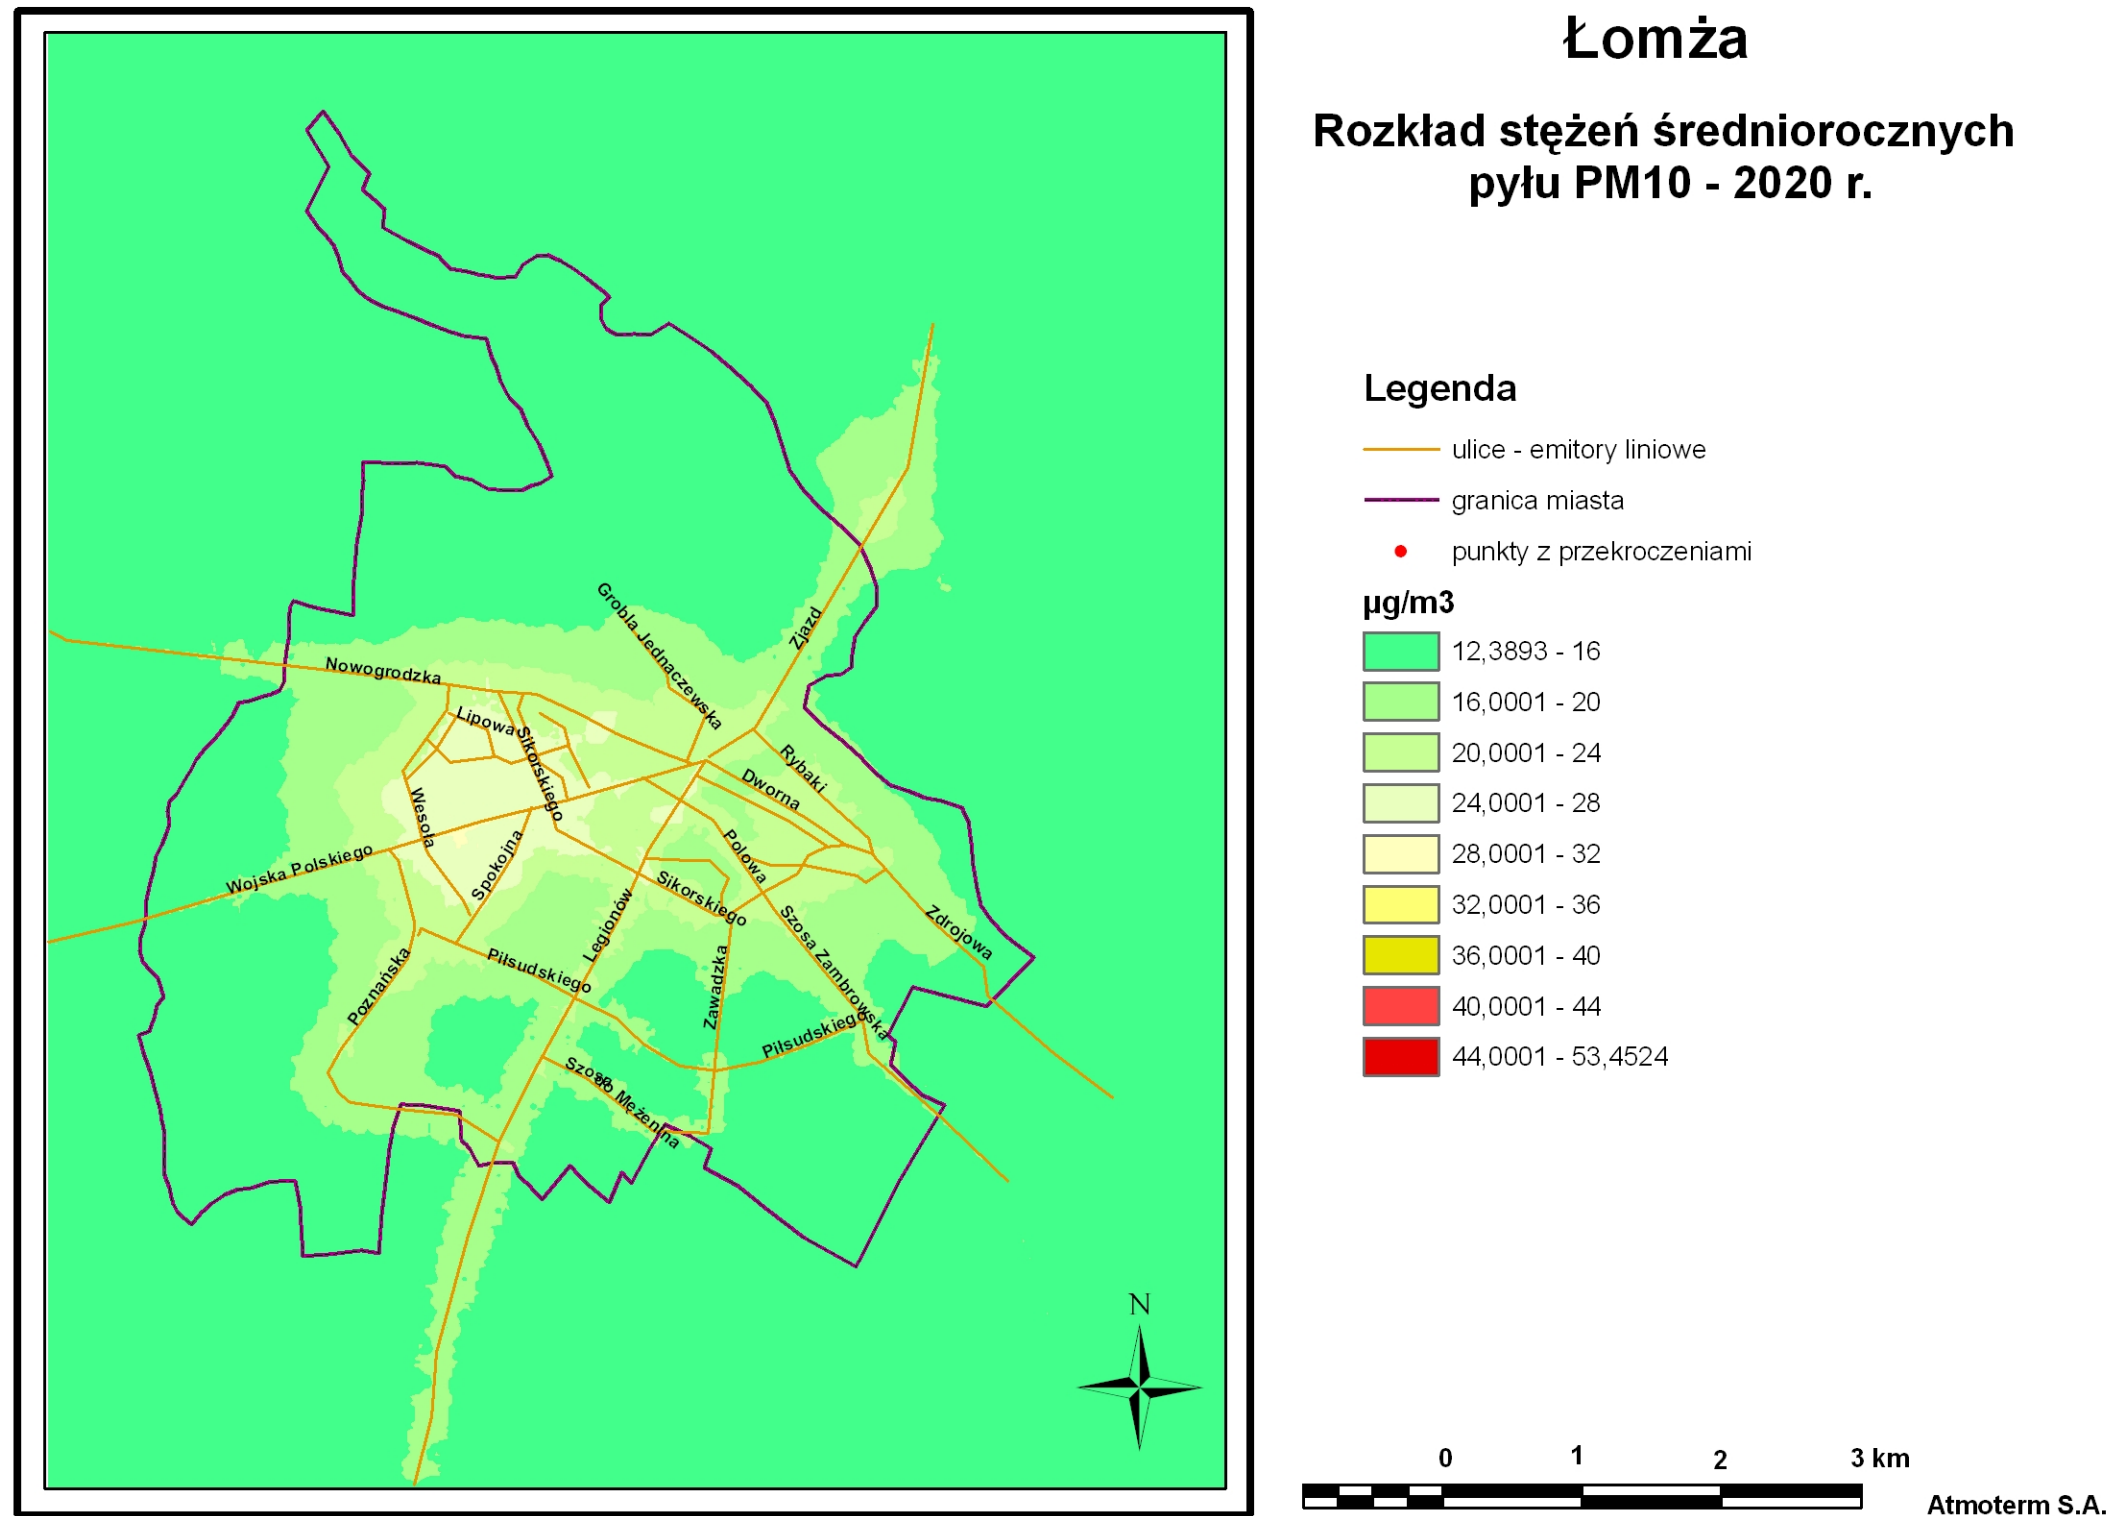 Łomża
Rozkład stężeń średniorocznych
pyłu PM10 - 2020 r.
Legenda
ulice - emitory liniowe
granica miasta
punkty z przekroczeniami
µg/m3
12,3893 - 16
16,0001 - 20
20,0001 - 24
24,0001 - 28
28,0001 - 32
32,0001 - 36
36,0001 - 40
40,0001 - 44
44,0001 - 53,4524
Grobla Jednaczewska
Zjazd
Nowogrodzka
Lipowa
Sikorskiego
Rybaki
Dworna
Wesoła
Polowa
Spokojna
Wojska Polskiego
Sikorskiego
Legionów
Szosa Zambrowska
Zdrojowa
Piłsudskiego
Poznańska
Zawadzka
Piłsudskiego
Szosa do Mężenina
N
0 1 2 3 km
Atmoterm S.A.